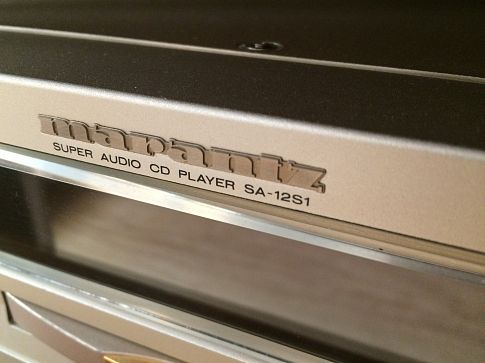 marantz
SUPER AUDIO CD PLAYER SA-12S1